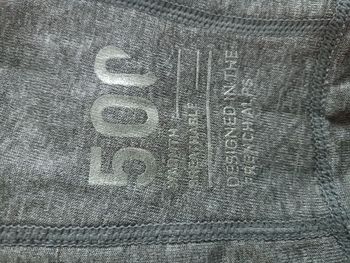 500
WARMTH
BREATHABLE
DESIGNED IN THE
FRENCH ALPS